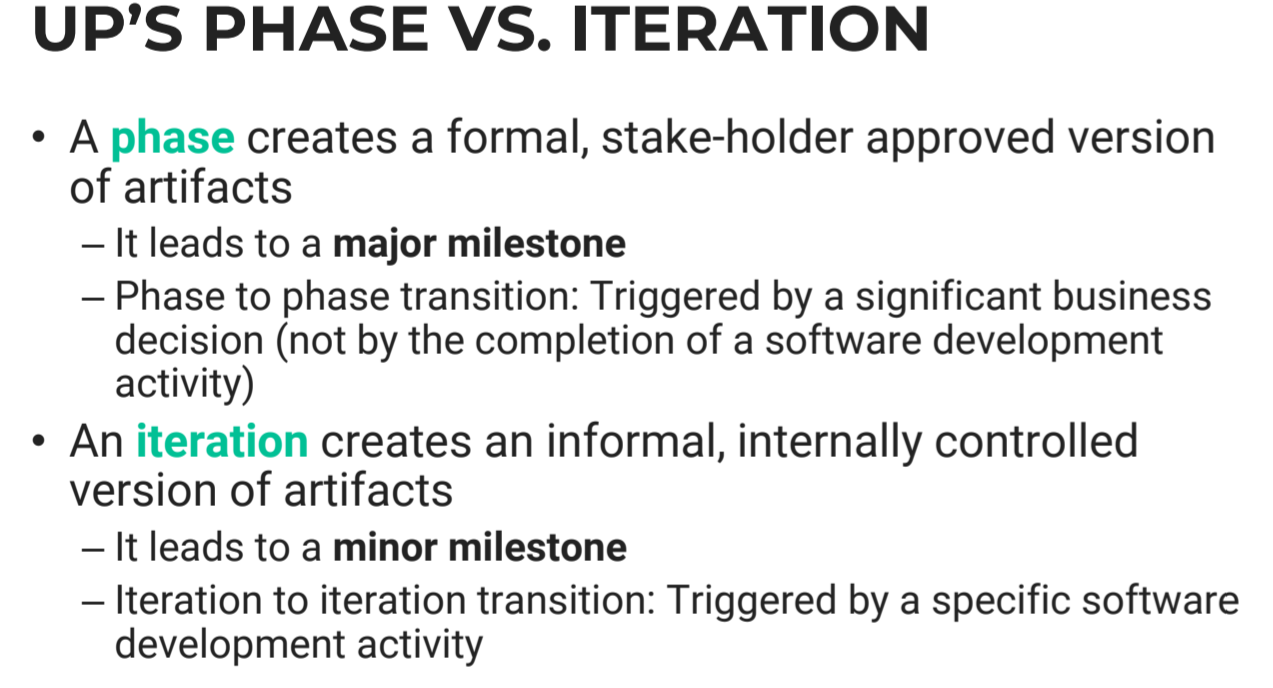 UP’S PHASE VS. ITERATION
• A phase creates a formal, stake-holder approved version
of artifacts
– It leads to a major milestone
– Phase to phase transition: Triggered by a significant business
decision (not by the completion of a software development
activity)
• An iteration creates an informal, internally controlled
version of artifacts
– It leads to a minor milestone
– Iteration to iteration transition: Triggered by a specific software
development activity